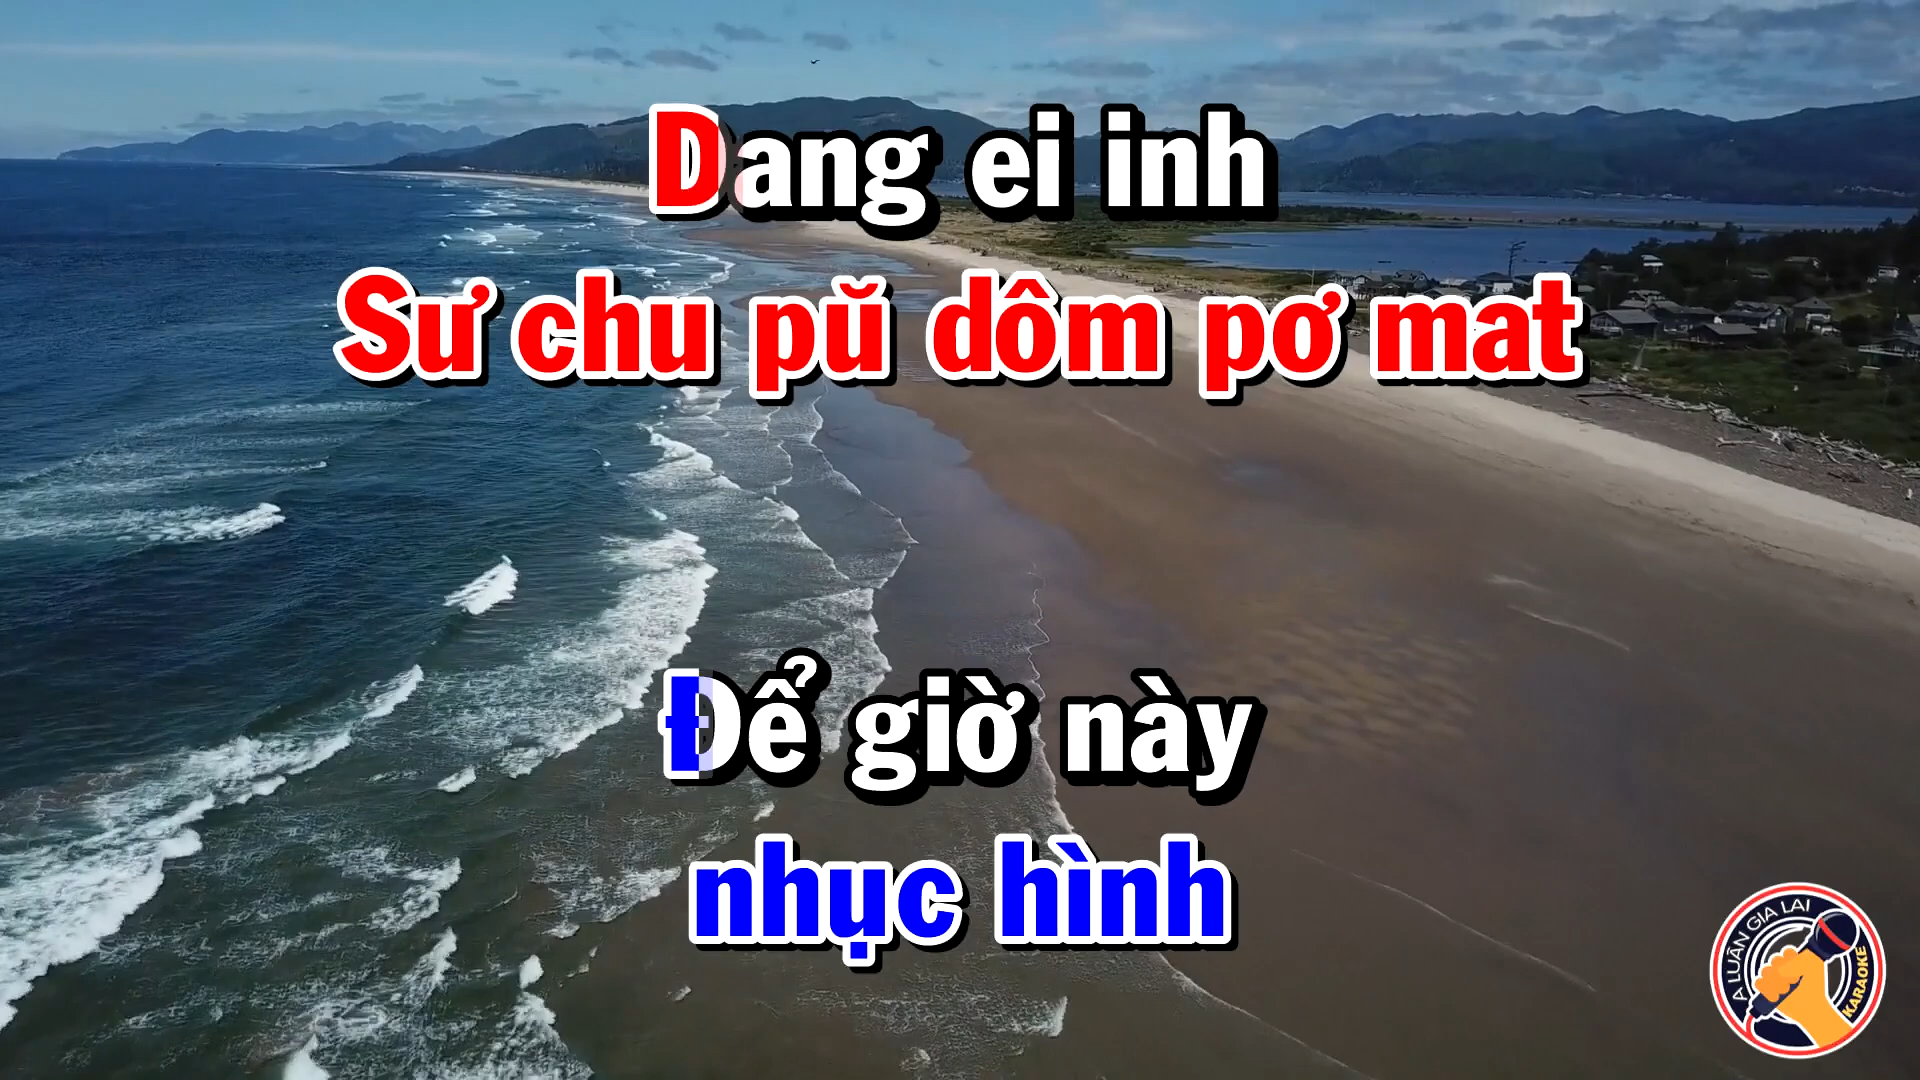 Dang ei inh
Sư chu pŭ dôm pơ mat
Để giờ này
nhục hình
A LUÂN GIA LAI
KARAOKE